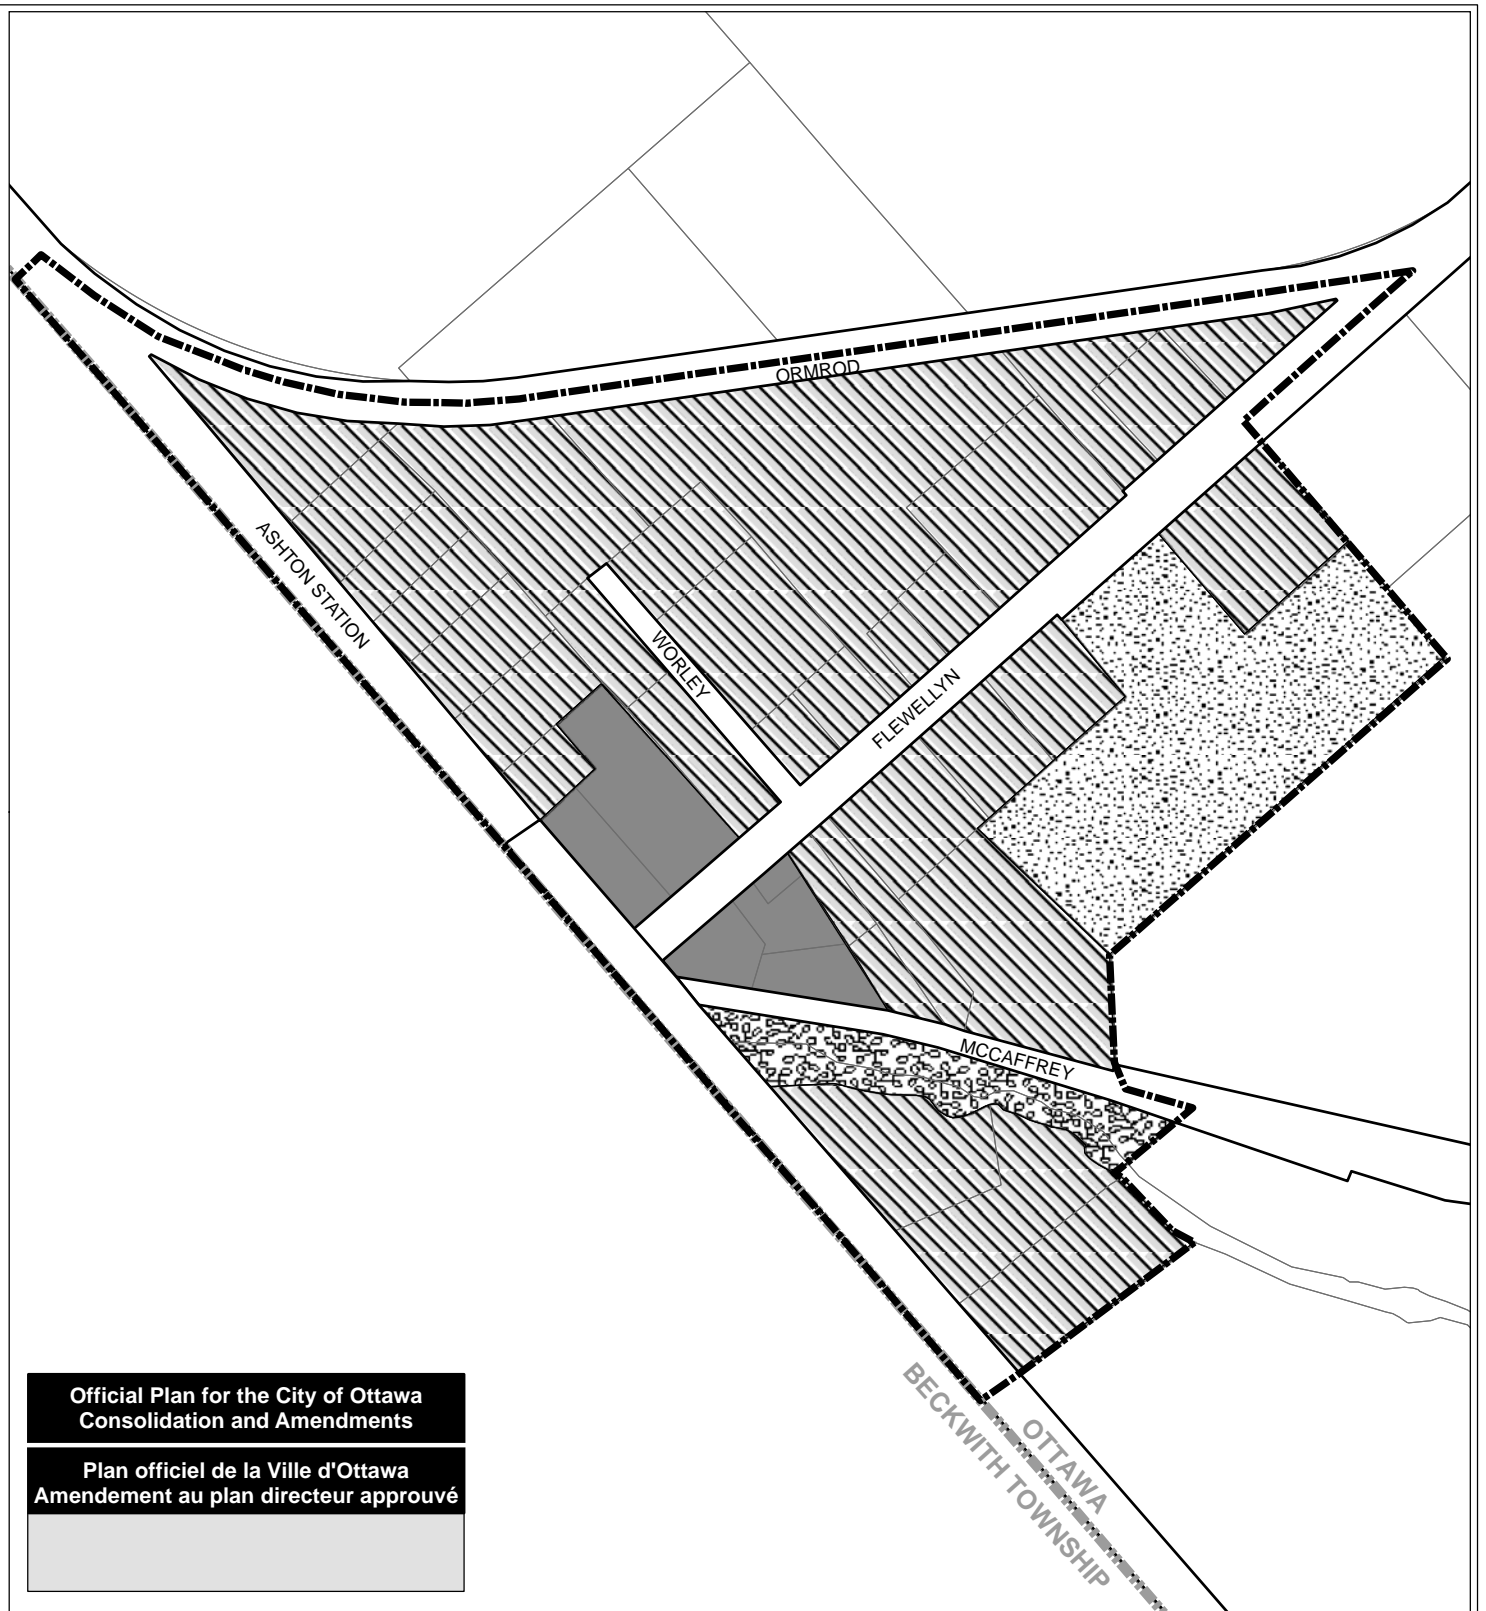 ORMROD
ASHTON STATION
WORLEY
FLEWELLYN
MCCAFFREY
OTTAWA
BECKWITH TOWNSHIP
Official Plan for the City of Ottawa
Consolidation and Amendments
Plan officiel de la Ville d'Ottawa
Amendement au plan directeur approuvé